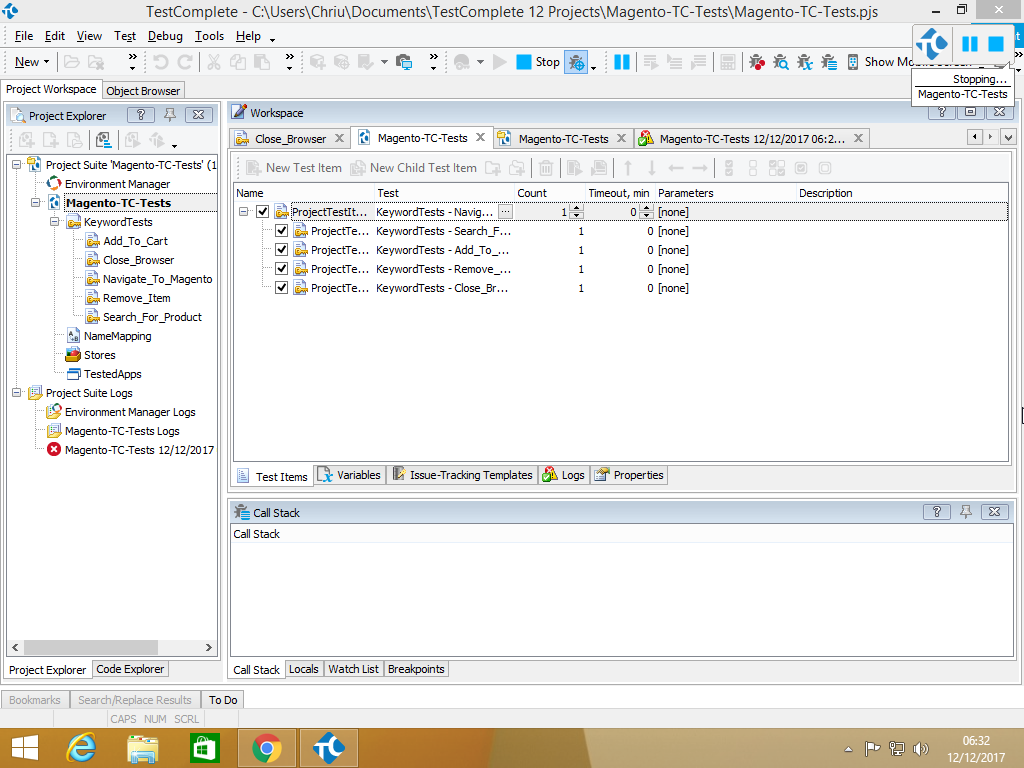 TestComplete - C:\Users\Chriu\Documents\TestComplete 12 Projects\Magento-TC-Tests\Magento-TC-Tests.pjs
File Edit View Test Debug Tools Help
New Stop Show
Stopping...
Magento-TC-Tests
Project Workspace Object Browser
Project Explorer
Project Suite 'Magento-TC-Tests' (1
Environment Manager
Magento-TC-Tests
KeywordTests
Add_To_Cart
Close_Browser
Navigate_To_Magento
Remove_Item
Search_For_Product
NameMapping
Stores
TestedApps
Project Suite Logs
Environment Manager Logs
Magento-TC-Tests Logs
Magento-TC-Tests 12/12/2017
Project Explorer Code Explorer
Workspace
Close_Browser Magento-TC-Tests Magento-TC-Tests Magento-TC-Tests 12/12/2017 06:2...
New Test Item New Child Test Item
Name Test Count Timeout, min Parameters Description
ProjectTestIt... KeywordTests - Navig... ... 1 0 [none]
ProjectTe... KeywordTests - Search_F... 1 0 [none]
ProjectTe... KeywordTests - Add_To_... 1 0 [none]
ProjectTe... KeywordTests - Remove_... 1 0 [none]
ProjectTe... KeywordTests - Close_Br... 1 0 [none]
Test Items Variables Issue-Tracking Templates Logs Properties
Call Stack
Call Stack
Call Stack Locals Watch List Breakpoints
Bookmarks Search/Replace Results To Do
CAPS NUM SCRL
06:32
12/12/2017